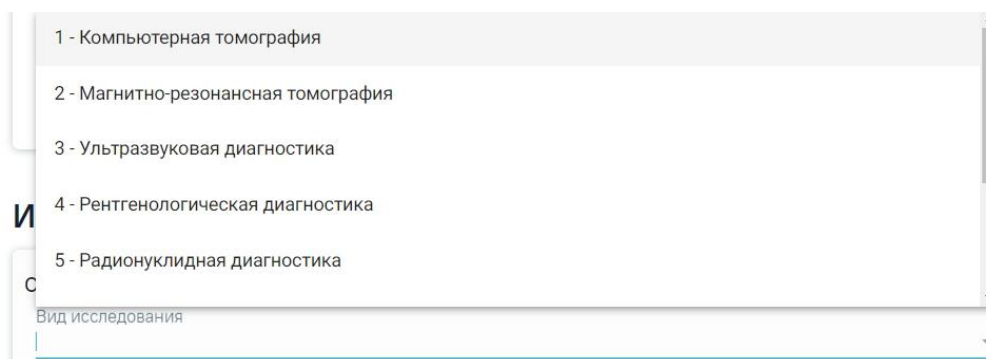 1 - Компьютерная томография
2 - Магнитно-резонансная томография
3 - Ультразвуковая диагностика
4 - Рентгенологическая диагностика
5 - Радионуклидная диагностика
Вид исследования